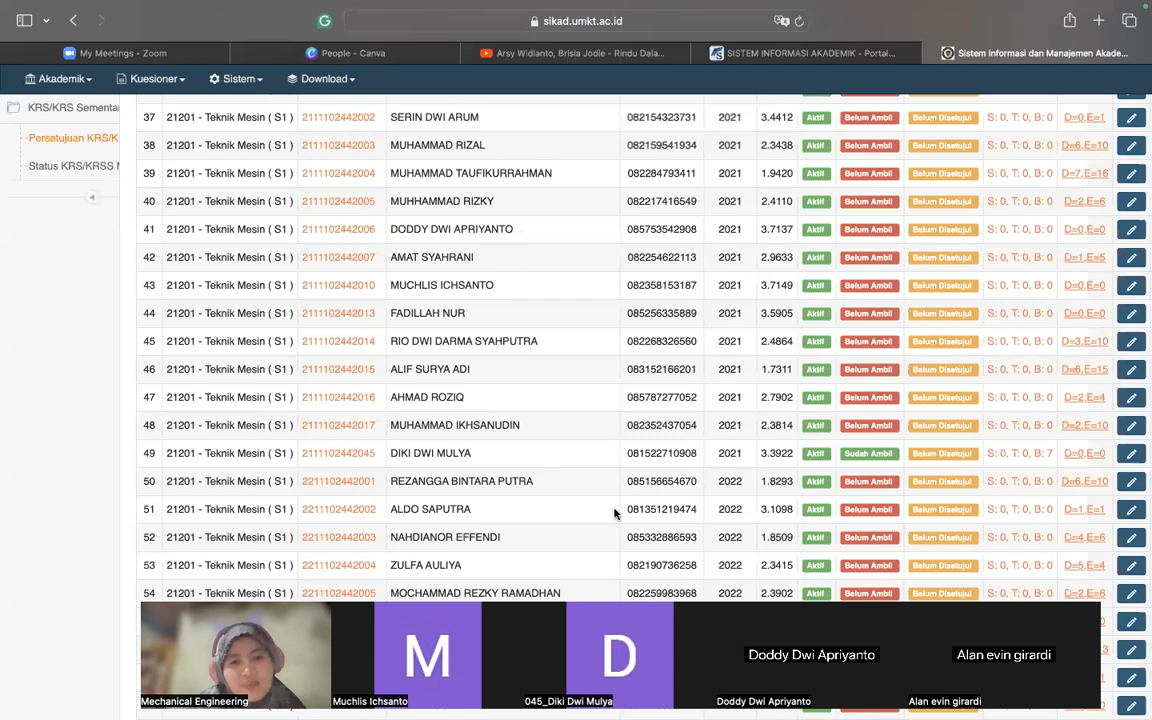 sikad.umkt.ac.id
My Meetings - Zoom
People - Canva
Arsy Widianto, Brisia Jodie - Rindu Dala...
SISTEM INFORMASI AKADEMIK - Portal...
Sistem Informasi dan Manajemen Akade...
Akademik Kuesioner Sistem Download
KRS/KRS Sementa
Persetujuan KRS/K
Status KRS/KRSS M
37 21201 - Teknik Mesin ( S1 ) 2111102442002 SERIN DWI ARUM 082154323731 2021 3.4412 Aktif Belum Ambil Belum Disetujui S: 0, T: 0, B: 0 D=0,E=1
38 21201 - Teknik Mesin ( S1 ) 2111102442003 MUHAMMAD RIZAL 082159541934 2021 2.3438 Aktif Belum Ambil Belum Disetujui S: 0, T: 0, B: 0 D=6,E=10
39 21201 - Teknik Mesin ( S1 ) 2111102442004 MUHAMMAD TAUFIKURRAHMAN 082284793411 2021 1.9420 Aktif Belum Ambil Belum Disetujui S: 0, T: 0, B: 0 D=7,E=16
40 21201 - Teknik Mesin ( S1 ) 2111102442005 MUHHAMMAD RIZKY 082217416549 2021 2.4110 Aktif Belum Ambil Belum Disetujui S: 0, T: 0, B: 0 D=2,E=6
41 21201 - Teknik Mesin ( S1 ) 2111102442006 DODDY DWI APRIYANTO 085753542908 2021 3.7137 Aktif Belum Ambil Belum Disetujui S: 0, T: 0, B: 0 D=0,E=0
42 21201 - Teknik Mesin ( S1 ) 2111102442007 AMAT SYAHRANI 082254622113 2021 2.9633 Aktif Belum Ambil Belum Disetujui S: 0, T: 0, B: 0 D=1,E=5
43 21201 - Teknik Mesin ( S1 ) 2111102442010 MUCHLIS ICHSANTO 082358153187 2021 3.7149 Aktif Belum Ambil Belum Disetujui S: 0, T: 0, B: 0 D=0,E=0
44 21201 - Teknik Mesin ( S1 ) 2111102442013 FADILLAH NUR 085256335889 2021 3.5905 Aktif Belum Ambil Belum Disetujui S: 0, T: 0, B: 0 D=0,E=0
45 21201 - Teknik Mesin ( S1 ) 2111102442014 RIO DWI DARMA SYAHPUTRA 082268326560 2021 2.4864 Aktif Belum Ambil Belum Disetujui S: 0, T: 0, B: 0 D=3,E=10
46 21201 - Teknik Mesin ( S1 ) 2111102442015 ALIF SURYA ADI 083152166201 2021 1.7311 Aktif Belum Ambil Belum Disetujui S: 0, T: 0, B: 0 D=6,E=15
47 21201 - Teknik Mesin ( S1 ) 2111102442016 AHMAD ROZIQ 085787277052 2021 2.7902 Aktif Belum Ambil Belum Disetujui S: 0, T: 0, B: 0 D=2,E=4
48 21201 - Teknik Mesin ( S1 ) 2111102442017 MUHAMMAD IKHSANUDIN 082352437054 2021 2.3814 Aktif Belum Ambil Belum Disetujui S: 0, T: 0, B: 0 D=2,E=10
49 21201 - Teknik Mesin ( S1 ) 2111102442045 DIKI DWI MULYA 081522710908 2021 3.3922 Aktif Sudah Ambil Belum Disetujui S: 0, T: 0, B: 7 D=0,E=0
50 21201 - Teknik Mesin ( S1 ) 2211102442001 REZANGGA BINTARA PUTRA 085156654670 2022 1.8293 Aktif Belum Ambil Belum Disetujui S: 0, T: 0, B: 0 D=6,E=10
51 21201 - Teknik Mesin ( S1 ) 2211102442002 ALDO SAPUTRA 081351219474 2022 3.1098 Aktif Belum Ambil Belum Disetujui S: 0, T: 0, B: 0 D=1,E=1
52 21201 - Teknik Mesin ( S1 ) 2211102442003 NAHDIANOR EFFENDI 085332886593 2022 1.8509 Aktif Belum Ambil Belum Disetujui S: 0, T: 0, B: 0 D=4,E=6
53 21201 - Teknik Mesin ( S1 ) 2211102442004 ZULFA AULIYA 082190736258 2022 2.3415 Aktif Belum Ambil Belum Disetujui S: 0, T: 0, B: 0 D=5,E=4
54 21201 - Teknik Mesin ( S1 ) 2211102442005 MOCHAMMAD REZKY RAMADHAN 082259983968 2022 2.3902 Aktif Belum Ambil Belum Disetujui S: 0, T: 0, B: 0 D=2,E=6
M D Doddy Dwi Apriyanto Alan evin girardi
Mechanical Engineering Muchlis Ichsanto 045_Diki Dwi Mulya Doddy Dwi Apriyanto Alan evin girardi